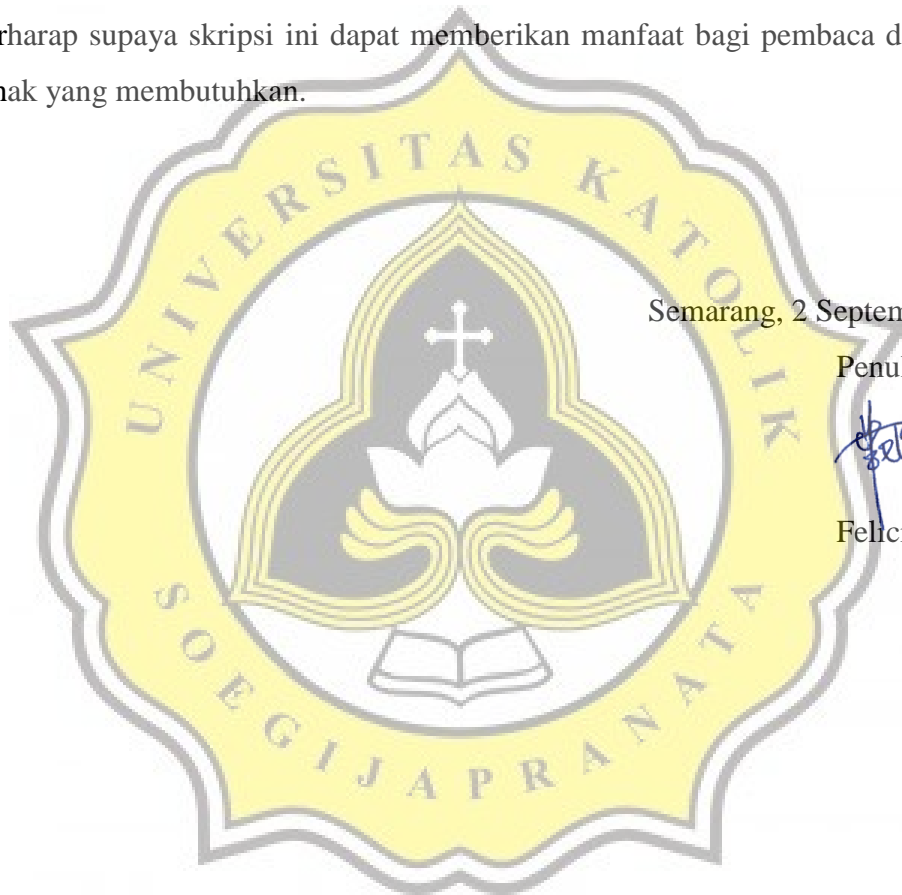 rharap supaya skripsi ini dapat memberikan manfaat bagi pembaca d
ak yang membutuhkan.
UNIVERSITAS KATOLIK
Semarang, 2 Septem
Penul
Felic
SOEGIJAPRANATA